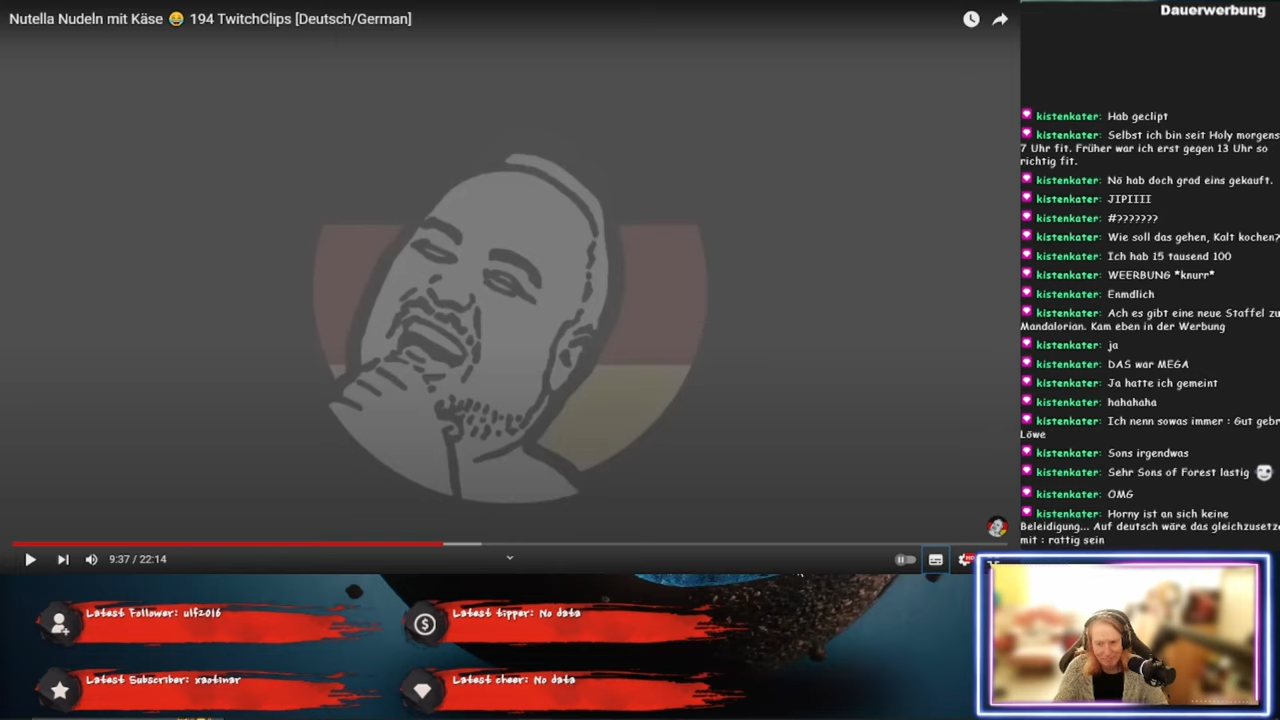 Nutella Nudeln mit Käse 😂 194 TwitchClips [Deutsch/German]
Dauerwerbung
kistenkater: Hab geclipt
kistenkater: Selbst ich bin seit Holy morgens
7 Uhr fit. Früher war ich erst gegen 13 Uhr so
richtig fit.
kistenkater: Nö hab doch grad eins gekauft.
kistenkater: JIPIIII
kistenkater: #???????
kistenkater: Wie soll das gehen, Kalt kochen?
kistenkater: Ich hab 15 tausend 100
kistenkater: WEERBUNG *knurr*
kistenkater: Enmdlich
kistenkater: Ach es gibt eine neue Staffel zu
Mandalorian. Kam eben in der Werbung
kistenkater: ja
kistenkater: DAS war MEGA
kistenkater: Ja hatte ich gemeint
kistenkater: hahahaha
kistenkater: Ich nenn sowas immer : Gut gebr
Löwe
kistenkater: Sons irgendwas
kistenkater: Sehr Sons of Forest lastig
kistenkater: OMG
kistenkater: Horny ist an sich keine
Beleidigung... Auf deutsch wäre das gleichzusetze
mit : rattig sein
9:37 / 22:14
Latest Follower: ulfz016
Latest tipper: No data
Latest Subscriber: xaotinar
Latest cheer: No data